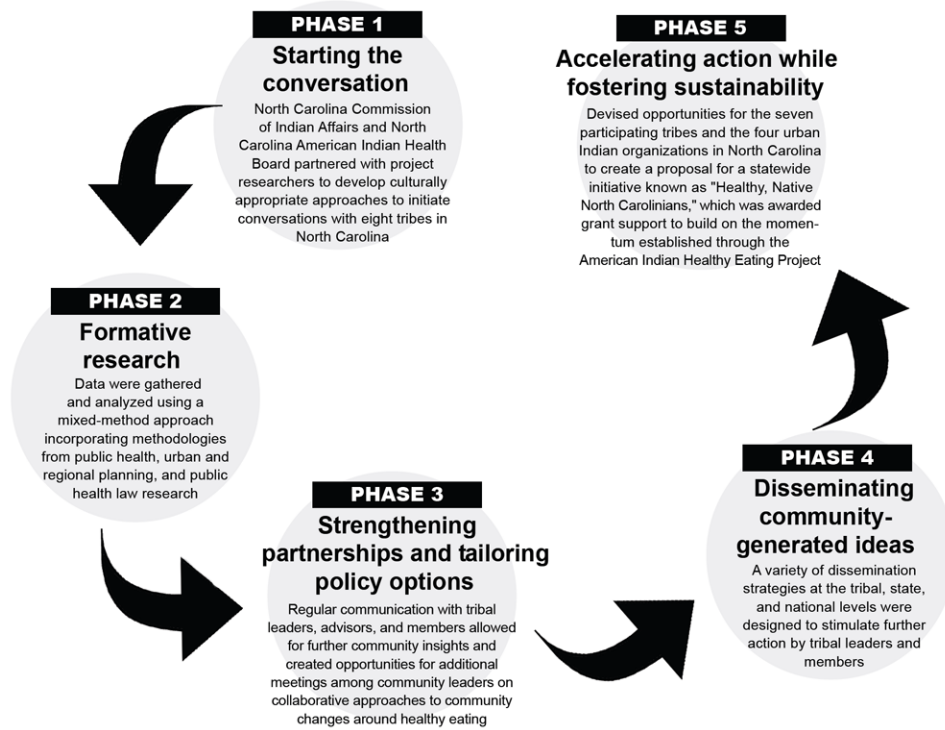 PHASE 1
Starting the
conversation
North Carolina Commission
of Indian Affairs and North
Carolina American Indian Health
Board partnered with project
researchers to develop culturally
appropriate approaches to initiate
conversations with eight tribes in
North Carolina
PHASE 2
Formative
research
Data were gathered
and analyzed using a
mixed-method approach
incorporating methodologies
from public health, urban and
regional planning, and public
health law research
PHASE 3
Strengthening
partnerships and tailoring
policy options
Regular communication with tribal
leaders, advisors, and members allowed
for further community insights and
created opportunities for additional
meetings among community leaders on
collaborative approaches to community
changes around healthy eating
PHASE 4
Disseminating
community-
generated ideas
A variety of dissemination
strategies at the tribal, state,
and national levels were
designed to stimulate further
action by tribal leaders and
members
PHASE 5
Accelerating action while
fostering sustainability
Devised opportunities for the seven
participating tribes and the four urban
Indian organizations in North Carolina
to create a proposal for a statewide
initiative known as "Healthy, Native
North Carolinians," which was awarded
grant support to build on the momen-
tum established through the
American Indian Healthy Eating Project